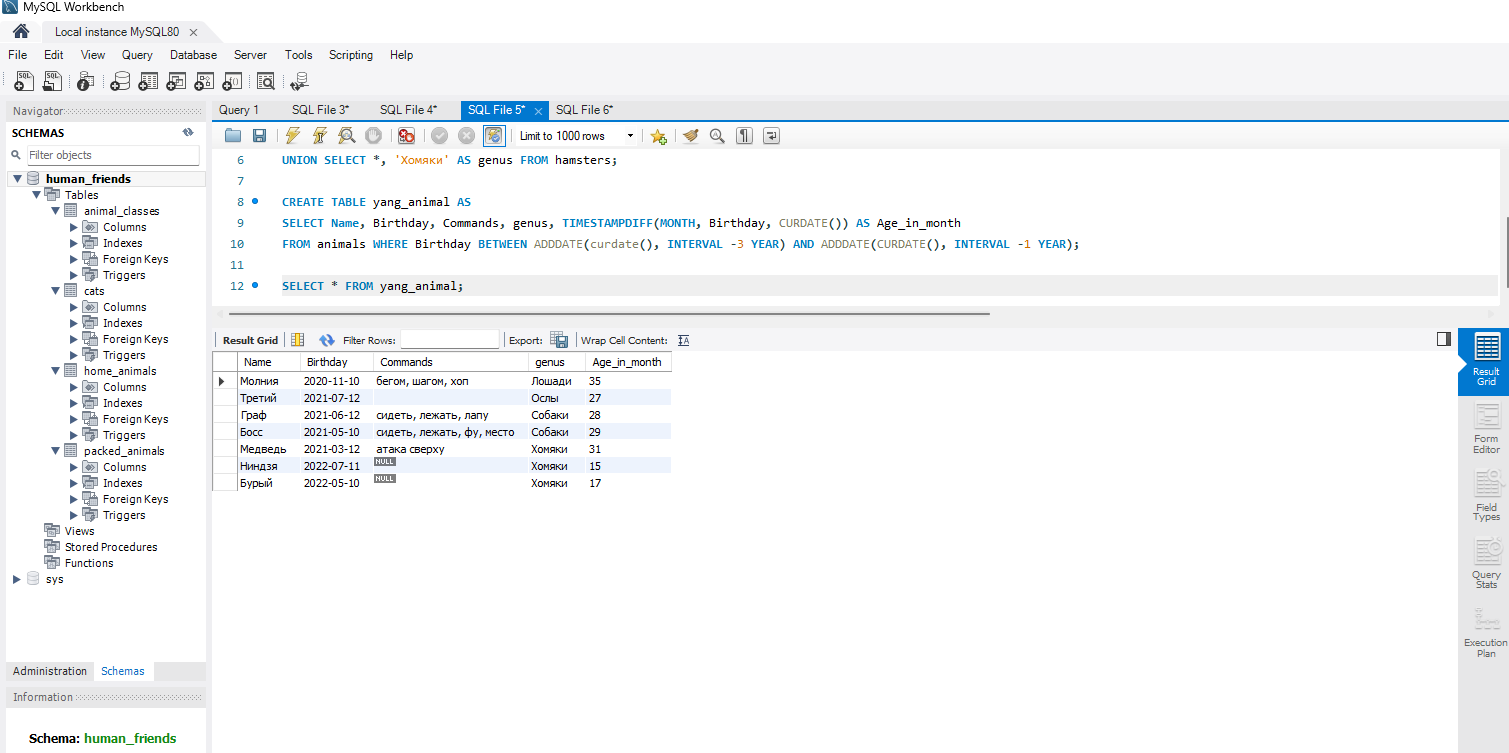 MySQL Workbench
Local instance MySQL80
File Edit View Query Database Server Tools Scripting Help
Navigator
SCHEMAS
Filter objects
human_friends
Tables
animal_classes
Columns
Indexes
Foreign Keys
Triggers
cats
Columns
Indexes
Foreign Keys
Triggers
home_animals
Columns
Indexes
Foreign Keys
Triggers
packed_animals
Columns
Indexes
Foreign Keys
Triggers
Views
Stored Procedures
Functions
sys
Administration Schemas
Information
Schema: human_friends
Query 1 SQL File 3* SQL File 4* SQL File 5* SQL File 6*
Limit to 1000 rows
6 UNION SELECT *, 'Хомяки' AS genus FROM hamsters;
7
8 CREATE TABLE yang_animal AS
9 SELECT Name, Birthday, Commands, genus, TIMESTAMPDIFF(MONTH, Birthday, CURDATE()) AS Age_in_month
10 FROM animals WHERE Birthday BETWEEN ADDDATE(curdate(), INTERVAL -3 YEAR) AND ADDDATE(CURDATE(), INTERVAL -1 YEAR);
11
12 SELECT * FROM yang_animal;
Result Grid Filter Rows: Export: Wrap Cell Content:
Name Birthday Commands genus Age_in_month
Молния 2020-11-10 бегом, шагом, хоп Лошади 35
Третий 2021-07-12 Ослы 27
Граф 2021-06-12 сидеть, лежать, лапу Собаки 28
Босс 2021-05-10 сидеть, лежать, фу, место Собаки 29
Медведь 2021-03-12 атака сверху Хомяки 31
Ниндзя 2022-07-11 NULL Хомяки 15
Бурый 2022-05-10 NULL Хомяки 17
Result
Grid
Form
Editor
Field
Types
Query
Stats
Execution
Plan